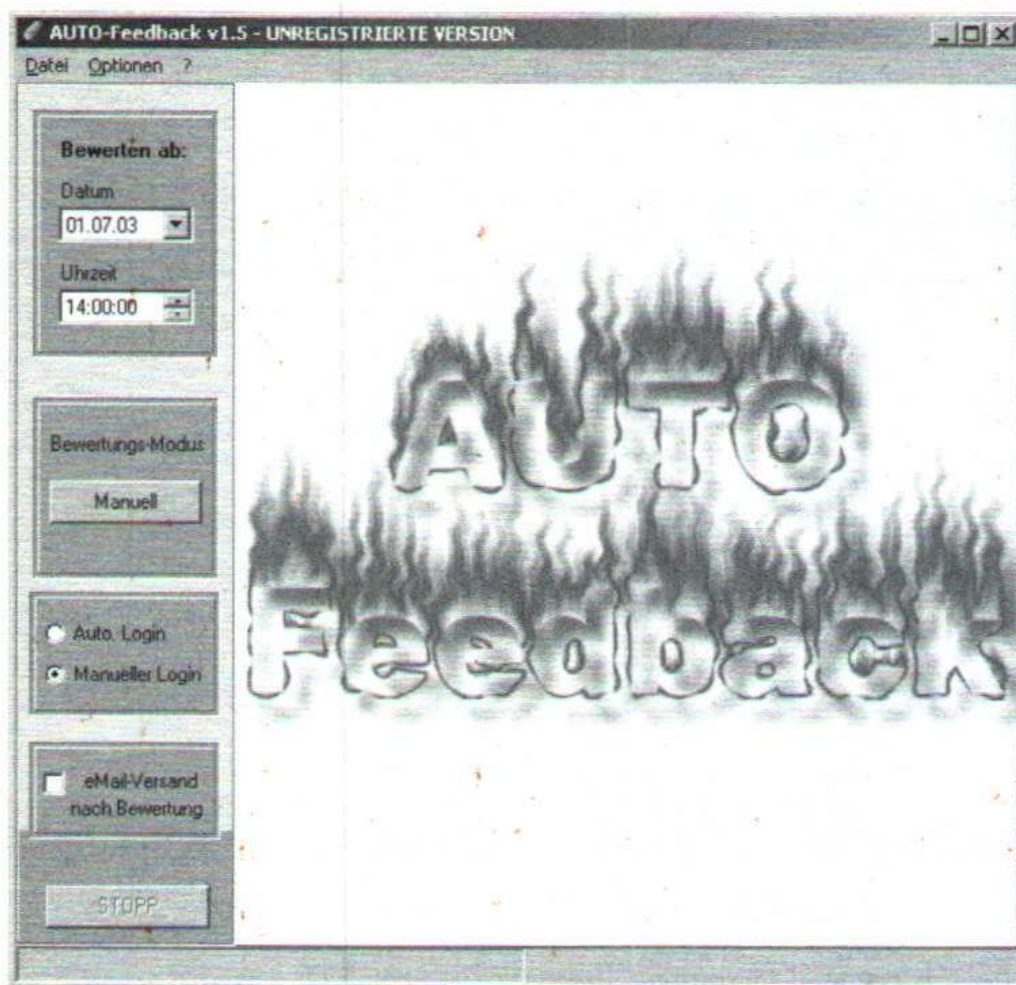 AUTO-Feedback v1.5 - UNREGISTRIERTE VERSION
Datei Optionen ?
Bewerten ab:
Datum
01.07.03
Uhrzeit
14:00:00
Bewertungs-Modus
Manuell
Auto. Login
Manueller Login
eMail-Versand
nach Bewertung
STOPP
AUTO
Feedback